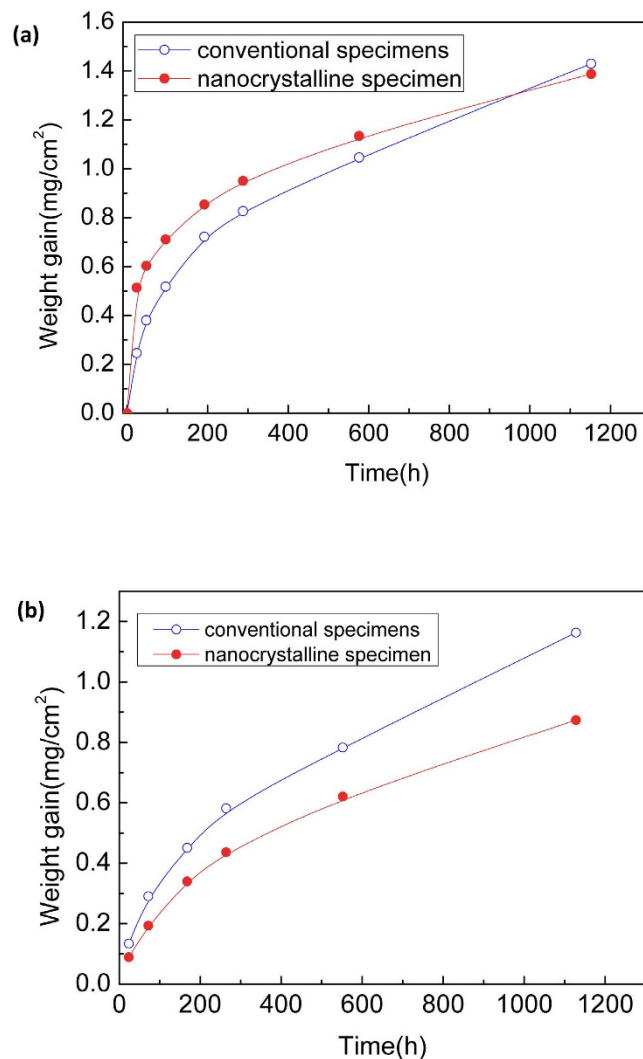 (a)
1.6
1.4
1.2
1.0
0.8
0.6
0.4
0.2
0.0
Weight gain(mg/cm²)
conventional specimens
nanocrystalline specimen
0 200 400 600 800 1000 1200
Time(h)
(b)
1.2
1.0
0.8
0.6
0.4
0.2
0.0
Weight gain(mg/cm²)
conventional specimens
nanocrystalline specimen
0 200 400 600 800 1000 1200
Time(h)